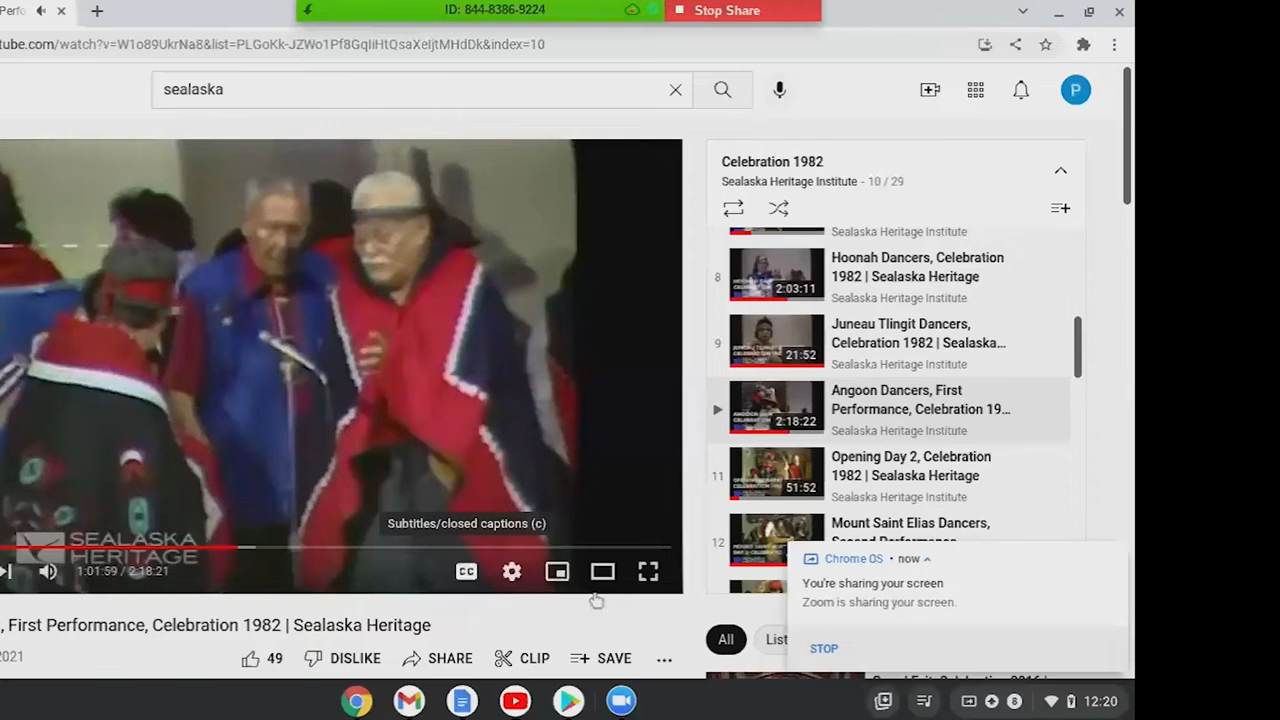 Perfo
ID: 844-8386-9224
Stop Share
tube.com/watch?v=W1o89UkrNa8&list=PLGoKk-JZWo1Pf8GqIiHtQsaXeIjtMHdDk&index=10
sealaska
P
Celebration 1982
Sealaska Heritage Institute - 10 / 29
Sealaska Heritage Institute
8
2:03:11
Hoonah Dancers, Celebration
1982 | Sealaska Heritage
Sealaska Heritage Institute
9
21:52
Juneau Tlingit Dancers,
Celebration 1982 | Sealaska...
Sealaska Heritage Institute
2:18:22
Angoon Dancers, First
Performance, Celebration 19...
Sealaska Heritage Institute
11
51:52
Opening Day 2, Celebration
1982 | Sealaska Heritage
Sealaska Heritage Institute
12
Mount Saint Elias Dancers,
Subtitles/closed captions (c)
SEALASKA
HERITAGE
1:01:59 / 2:18:21
CC
, First Performance, Celebration 1982 | Sealaska Heritage
2021
49
DISLIKE
SHARE
CLIP
SAVE
All
List
Chrome OS • now
You're sharing your screen
Zoom is sharing your screen.
STOP
8
12:20